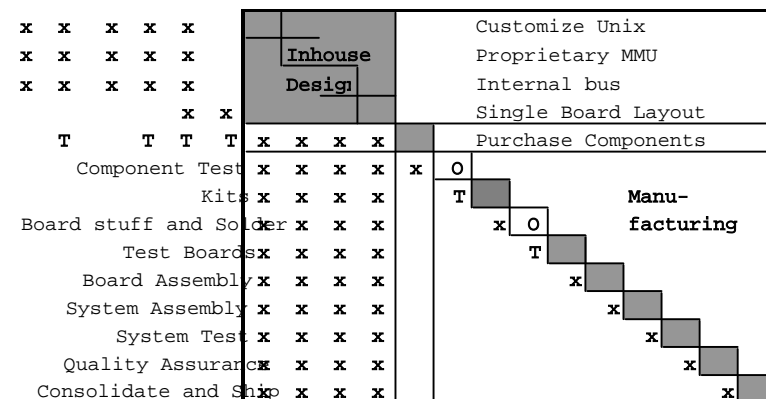 x x x x x Customize Unix
x x x x x Inhouse Proprietary MMU
x x x x x Design Internal bus
x x Single Board Layout
T T T T x x x x Purchase Components
Component Test x x x x x O
Kits x x x x T Manu-
Board stuff and Solder x x x x x O facturing
Test Boards x x x x T
Board Assembly x x x x x
System Assembly x x x x x
System Test x x x x x
Quality Assurance x x x x x
Consolidate and Ship x x x x x